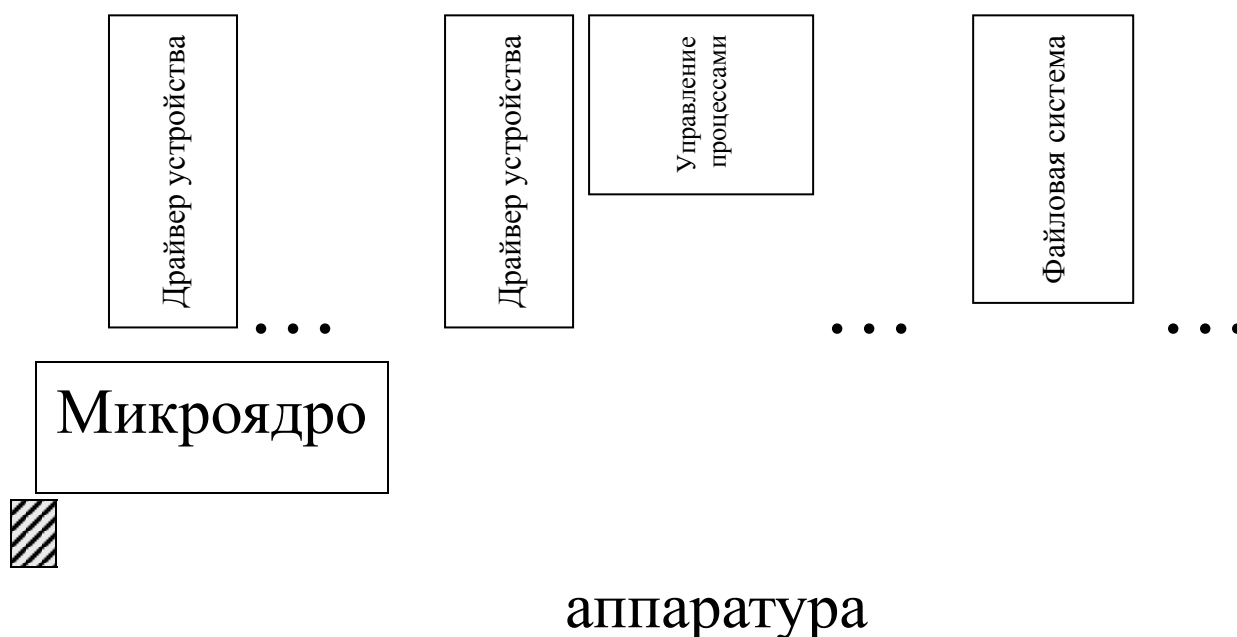 Драйвер устройства
Драйвер устройства
Управление
процессами
Файловая система
...
...
...
Микроядро
аппаратура